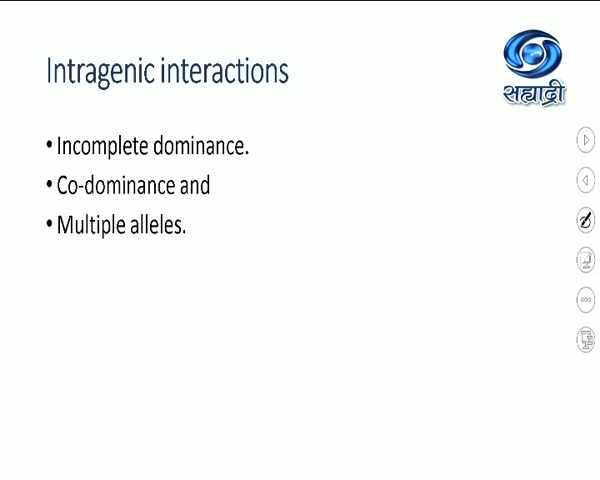 Intragenic interactions
सह्याद्री
• Incomplete dominance.
• Co-dominance and
• Multiple alleles.